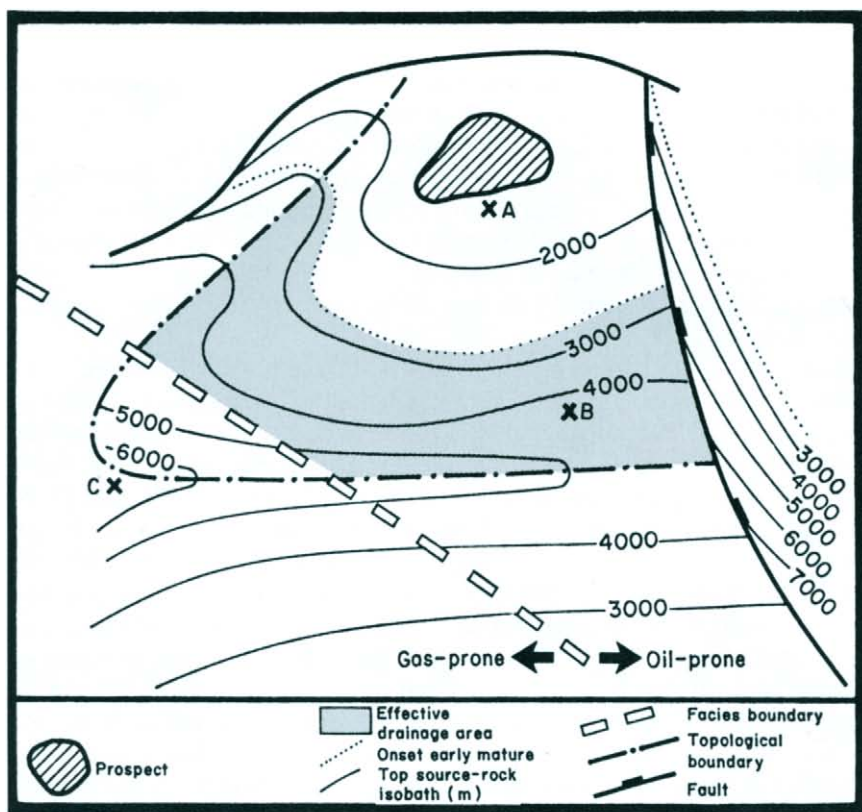 A
2000
3000
4000
B
5000
-6000
C
3000
4000
5000
6000
7000
4000
3000
Gas-prone
Oil-prone
Prospect
Effective
drainage area
Onset early mature
Top source-rock
isobath (m)
Facies boundary
Topological
boundary
Fault